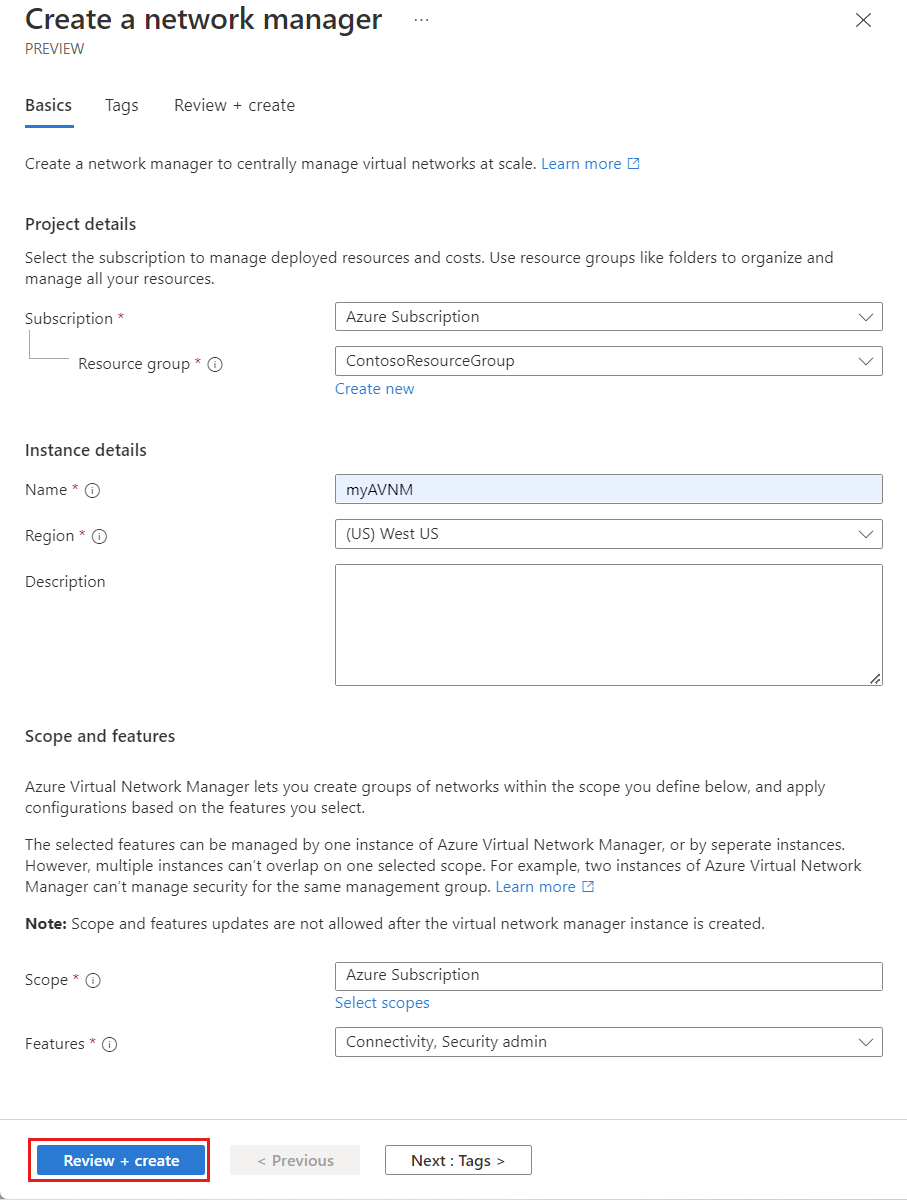 Create a network manager ...
PREVIEW
Basics Tags Review + create
Create a network manager to centrally manage virtual networks at scale. Learn more
Project details
Select the subscription to manage deployed resources and costs. Use resource groups like folders to organize and
manage all your resources.
Subscription * Azure Subscription
Resource group * ContosoResourceGroup
Create new
Instance details
Name * myAVNM
Region * (US) West US
Description
Scope and features
Azure Virtual Network Manager lets you create groups of networks within the scope you define below, and apply
configurations based on the features you select.
The selected features can be managed by one instance of Azure Virtual Network Manager, or by seperate instances.
However, multiple instances can't overlap on one selected scope. For example, two instances of Azure Virtual Network
Manager can't manage security for the same management group. Learn more
Note: Scope and features updates are not allowed after the virtual network manager instance is created.
Scope * Azure Subscription
Select scopes
Features * Connectivity, Security admin
Review + create < Previous Next : Tags >